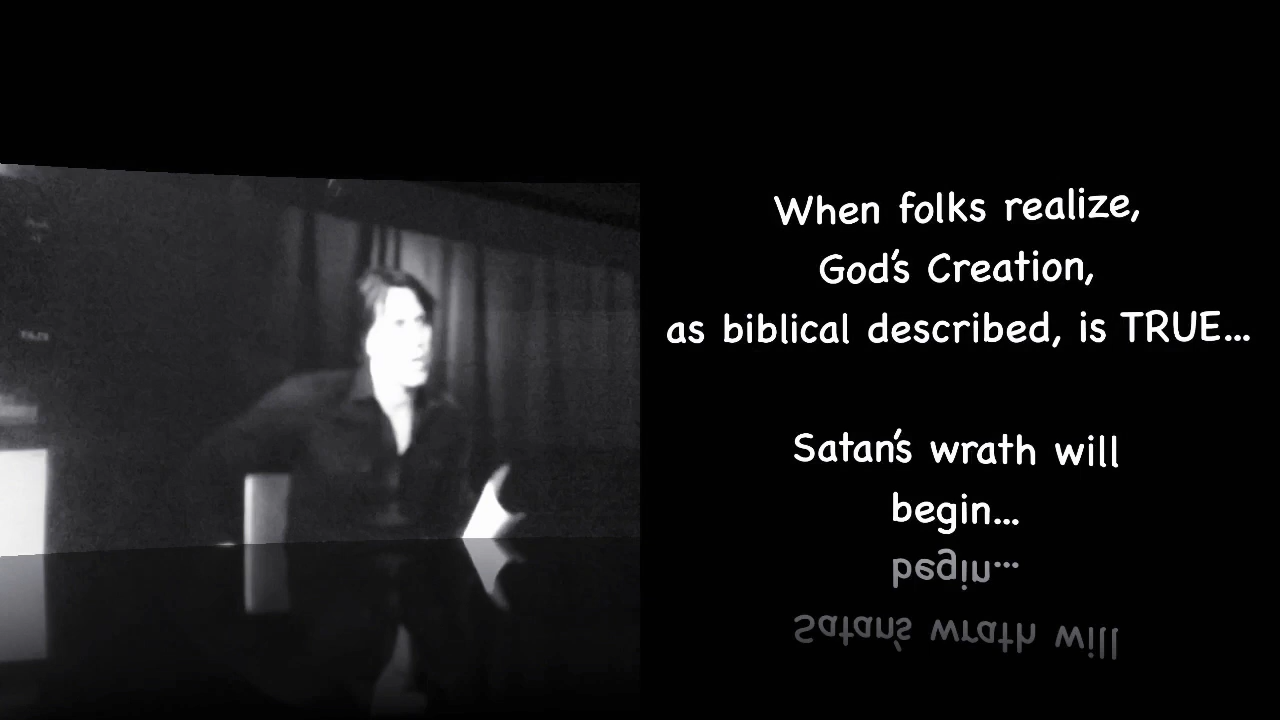 When folks realize,
God's Creation,
as biblical described, is TRUE...
Satan's wrath will
begin...